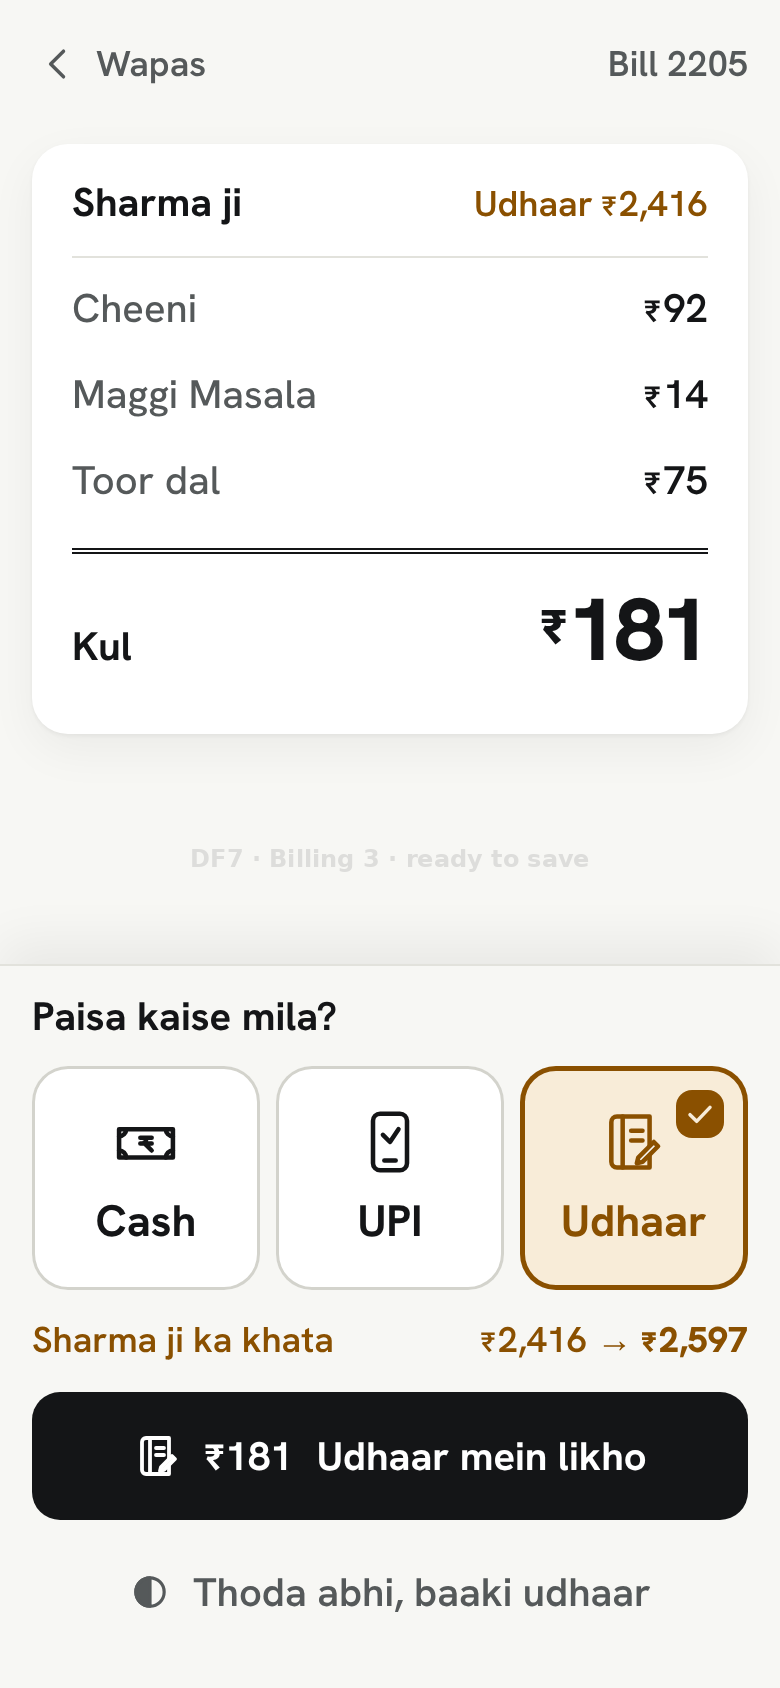 Wapas Bill 2205
Sharma ji Udhaar ₹2,416
Cheeni ₹92
Maggi Masala ₹14
Toor dal ₹75
Kul ₹181
DF7 · Billing 3 · ready to save
Paisa kaise mila?
Cash UPI Udhaar
Sharma ji ka khata ₹2,416 → ₹2,597
₹181 Udhaar mein likho
Thoda abhi, baaki udhaar